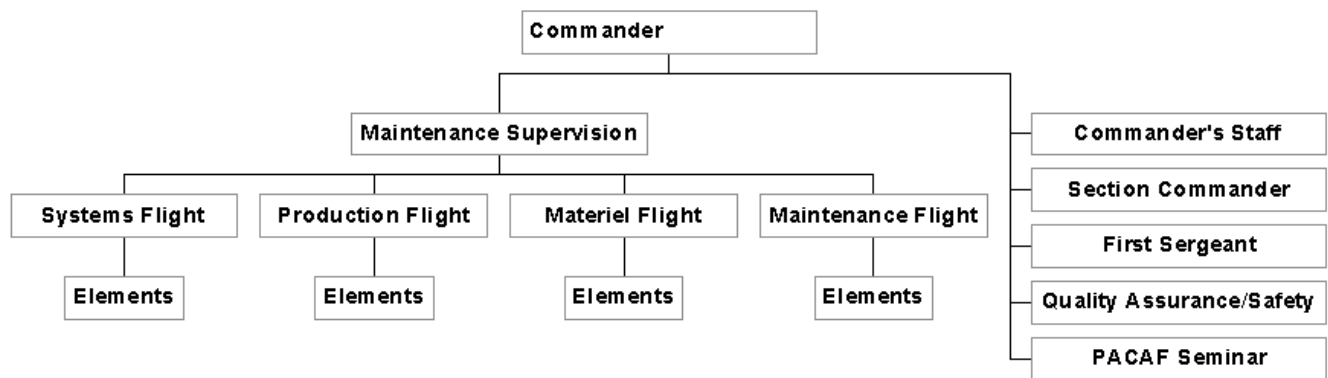 Commander
Maintenance Supervision
Commander's Staff
Section Commander
Systems Flight
Production Flight
Materiel Flight
Maintenance Flight
First Sergeant
Elements
Elements
Elements
Elements
Quality Assurance/Safety
PACAF Seminar